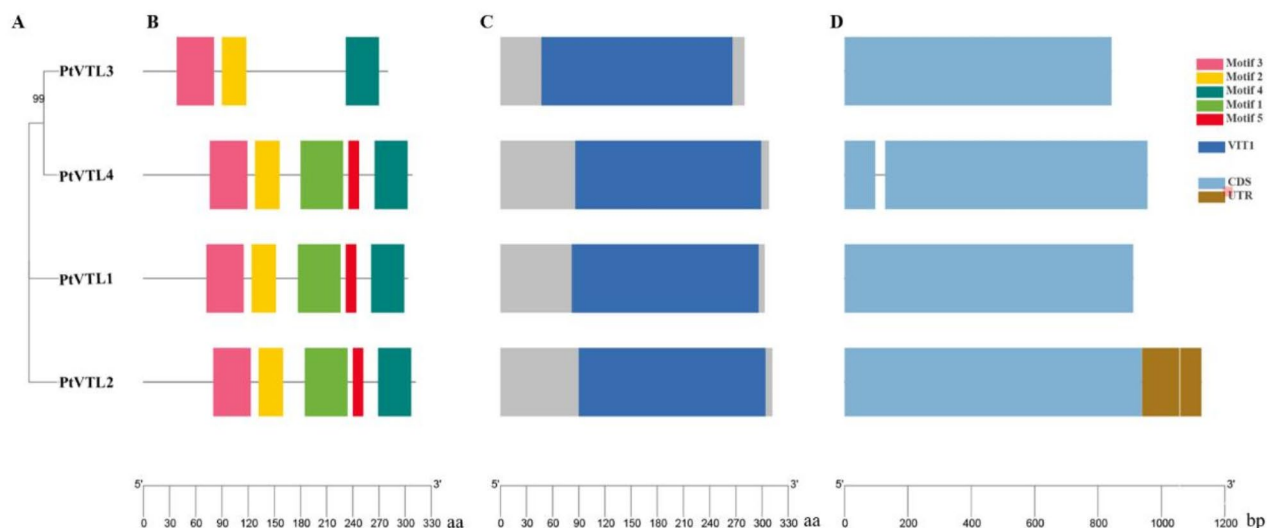 A
B
C
D
PtVTL3
99
PtVTL4
PtVTL1
PtVTL2
Motif 3
Motif 2
Motif 4
Motif 1
Motif 5
VIT1
CDS
UTR
5' 3'
0 30 60 90 120 150 180 210 240 270 300 330 aa
5' 3'
0 30 60 90 120 150 180 210 240 270 300 330 aa
5' 3'
0 200 400 600 800 1000 1200 bp